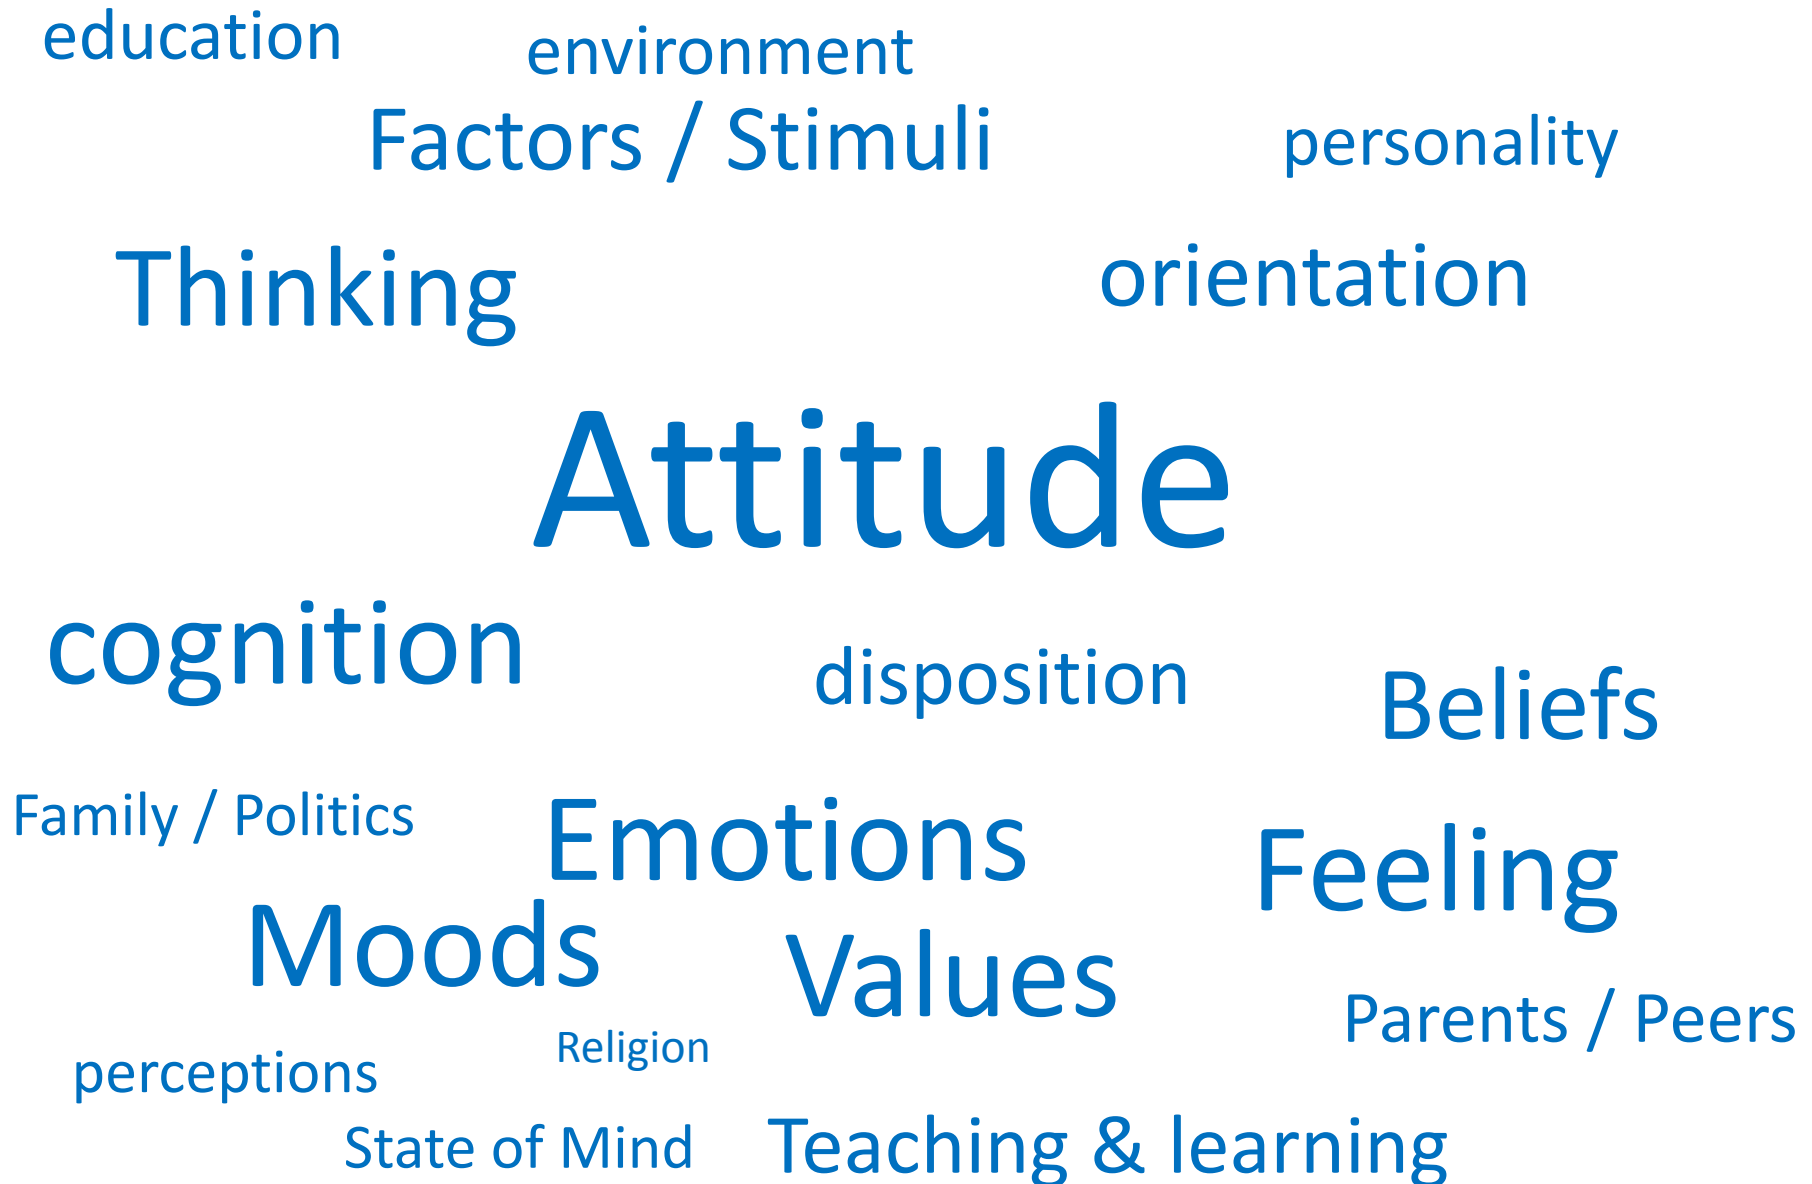 education
environment
Factors / Stimuli
personality
Thinking
orientation
Attitude
cognition
disposition
Beliefs
Family / Politics
Emotions
Feeling
Moods
Values
Parents / Peers
Religion
perceptions
State of Mind
Teaching & learning